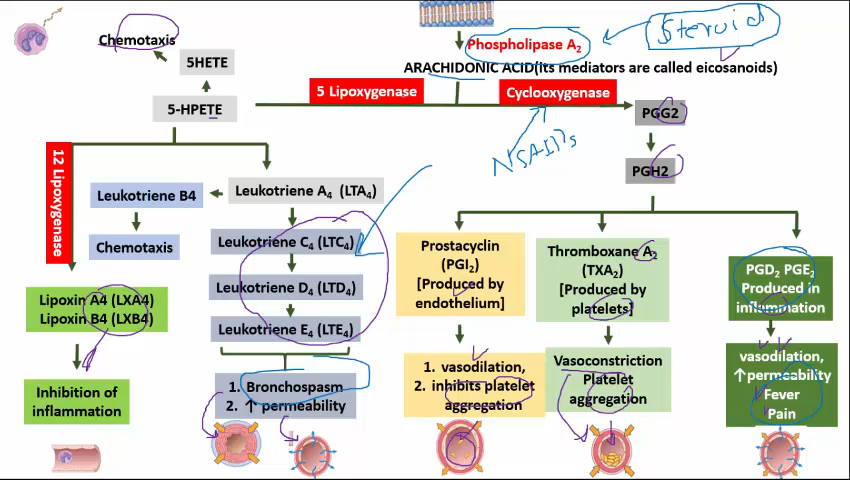 Steroid
Phospholipase A2
Chemotaxis
ARACHIDONIC ACID(its mediators are called eicosanoids)
5HETE
5 Lipoxygenase
Cyclooxygenase
5-HPETE
PGG2
NSAID's
12 Lipoxygenase
PGH2
Leukotriene B4
Leukotriene A4 (LTA4)
Chemotaxis
Leukotriene C4 (LTC4)
Leukotriene D4 (LTD4)
Leukotriene E4 (LTE4)
Prostacyclin
(PGI2)
[Produced by
endothelium]
Thromboxane A2
(TXA2)
[Produced by
platelets]
PGD2 PGE2
Produced in
inflammation
Lipoxin A4 (LXA4)
Lipoxin B4 (LXB4)
Inhibition of
inflammation
1. Bronchospasm
2. ↑ permeability
1. vasodilation,
2. inhibits platelet
aggregation
Vasoconstriction
Platelet
aggregation
vasodilation,
↑permeability
Fever
Pain